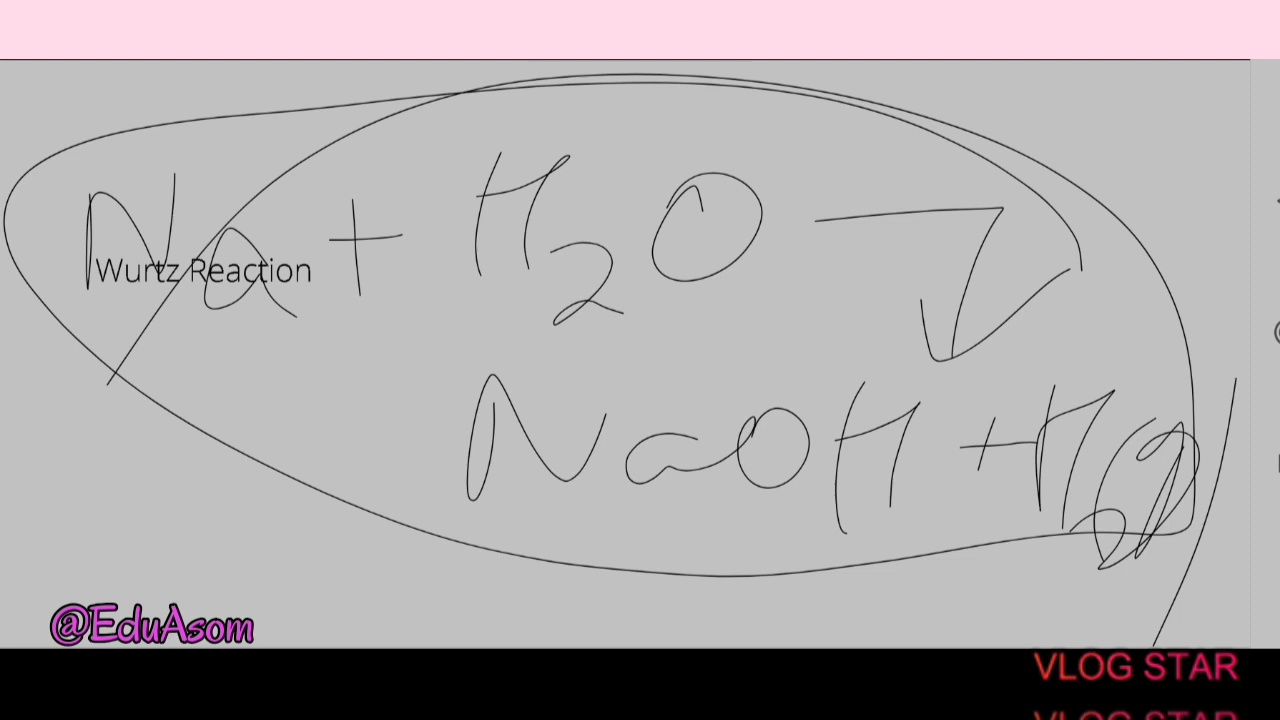 Na + H2O →
Wurtz Reaction
NaOH + H2(g)
@EduAsom
VLOG STAR